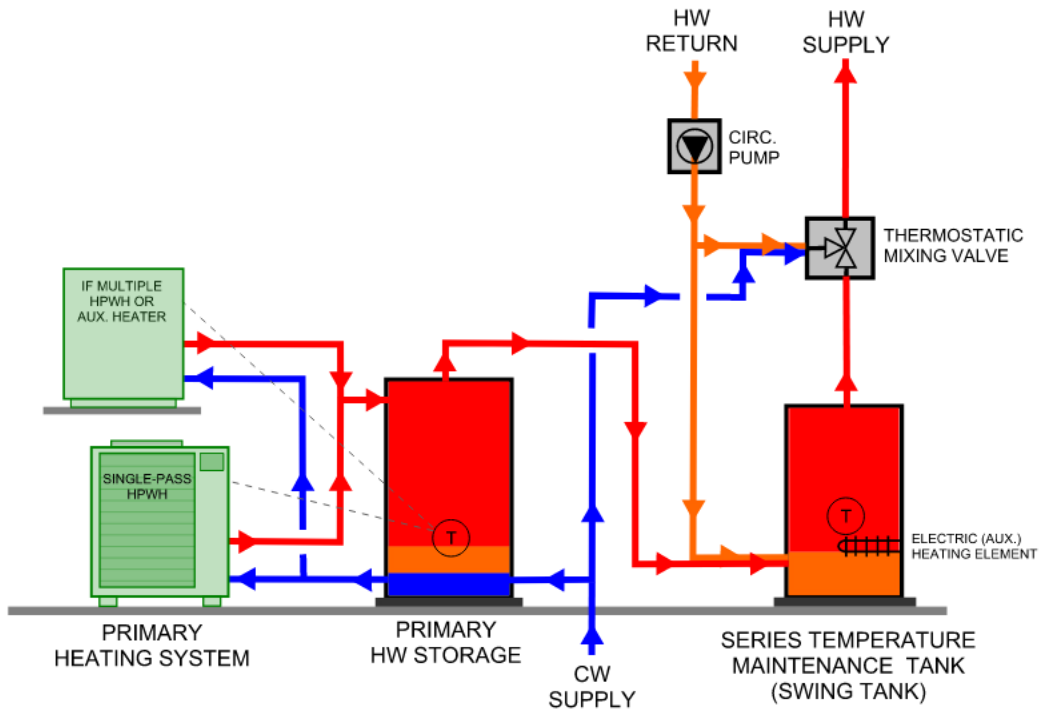 HW
RETURN
HW
SUPPLY
CIRC.
PUMP
THERMOSTATIC
MIXING VALVE
IF MULTIPLE
HPWH OR
AUX. HEATER
SINGLE-PASS
HPWH
T
T
ELECTRIC (AUX.)
HEATING ELEMENT
PRIMARY
HEATING SYSTEM
PRIMARY
HW STORAGE
CW
SUPPLY
SERIES TEMPERATURE
MAINTENANCE TANK
(SWING TANK)